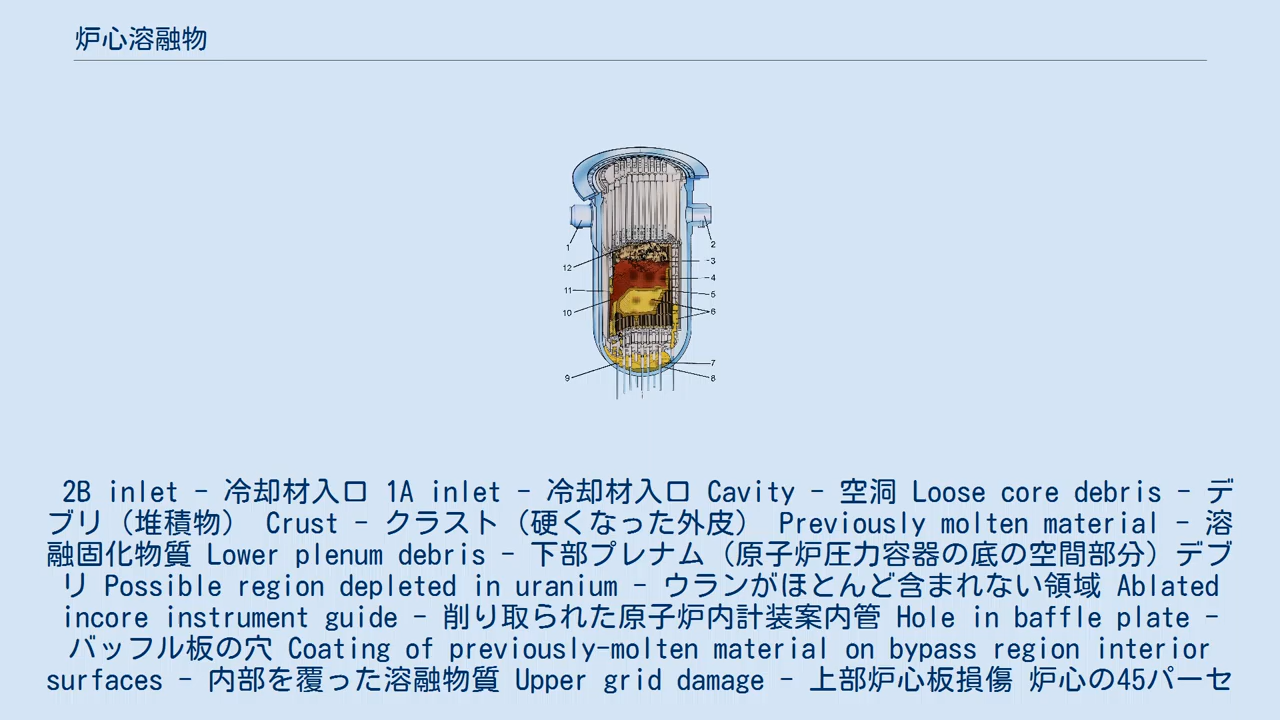 炉心溶融物
1
2
12
3
4
11
5
10
6
7
9
8
2B inlet - 冷却材入口 1A inlet - 冷却材入口 Cavity - 空洞 Loose core debris - デ
ブリ（堆積物） Crust - クラスト（硬くなった外皮） Previously molten material - 溶
融固化物質 Lower plenum debris - 下部プレナム（原子炉圧力容器の底の空間部分）デブ
リ Possible region depleted in uranium - ウランがほとんど含まれない領域 Ablated
incore instrument guide - 削り取られた原子炉内計装案内管 Hole in baffle plate -
バッフル板の穴 Coating of previously-molten material on bypass region interior
surfaces - 内部を覆った溶融物質 Upper grid damage - 上部炉心板損傷 炉心の45パーセ